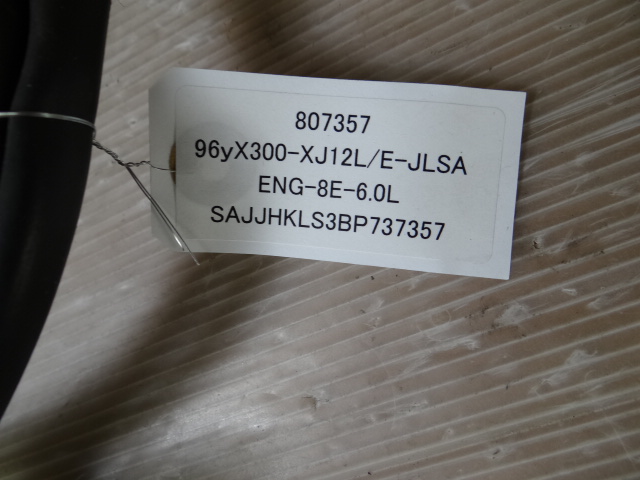 807357
96yX300-XJ12L/E-JLSA
ENG-8E-6.0L
SAJJHKLS3BP737357